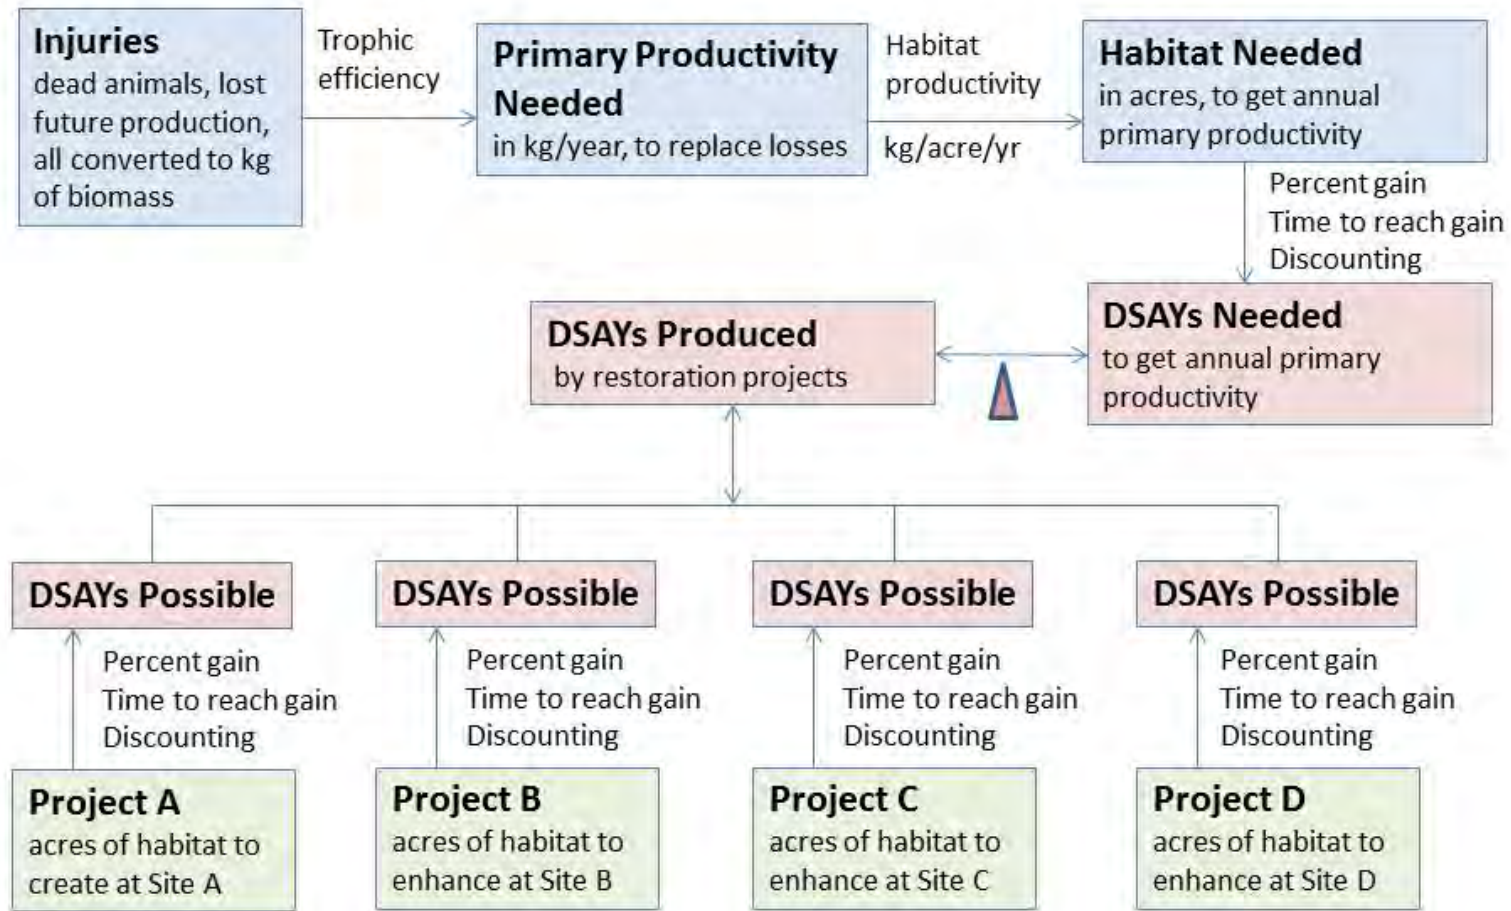 Injuries
dead animals, lost
future production,
all converted to kg
of biomass
Trophic
efficiency
Primary Productivity
Needed
in kg/year, to replace losses
Habitat
productivity
kg/acre/yr
Habitat Needed
in acres, to get annual
primary productivity
Percent gain
Time to reach gain
Discounting
DSAYs Needed
to get annual primary
productivity
DSAYs Produced
by restoration projects
DSAYs Possible
Percent gain
Time to reach gain
Discounting
Project A
acres of habitat to
create at Site A
DSAYs Possible
Percent gain
Time to reach gain
Discounting
Project B
acres of habitat to
enhance at Site B
DSAYs Possible
Percent gain
Time to reach gain
Discounting
Project C
acres of habitat to
enhance at Site C
DSAYs Possible
Percent gain
Time to reach gain
Discounting
Project D
acres of habitat to
enhance at Site D